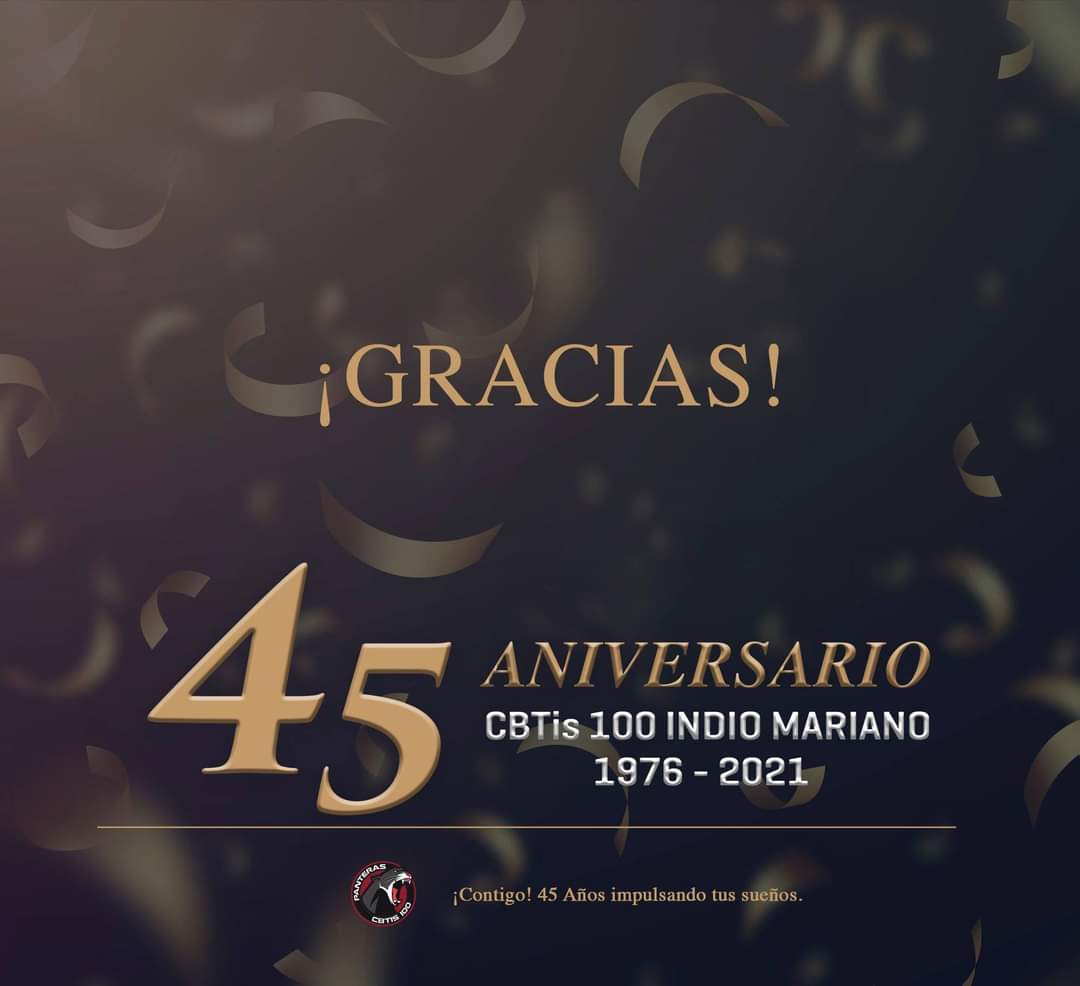 ¡GRACIAS!
45
ANIVERSARIO
CBTis 100 INDIO MARIANO
1976 - 2021
PANTERAS
CBTIS 100
¡Contigo! 45 Años impulsando tus sueños.